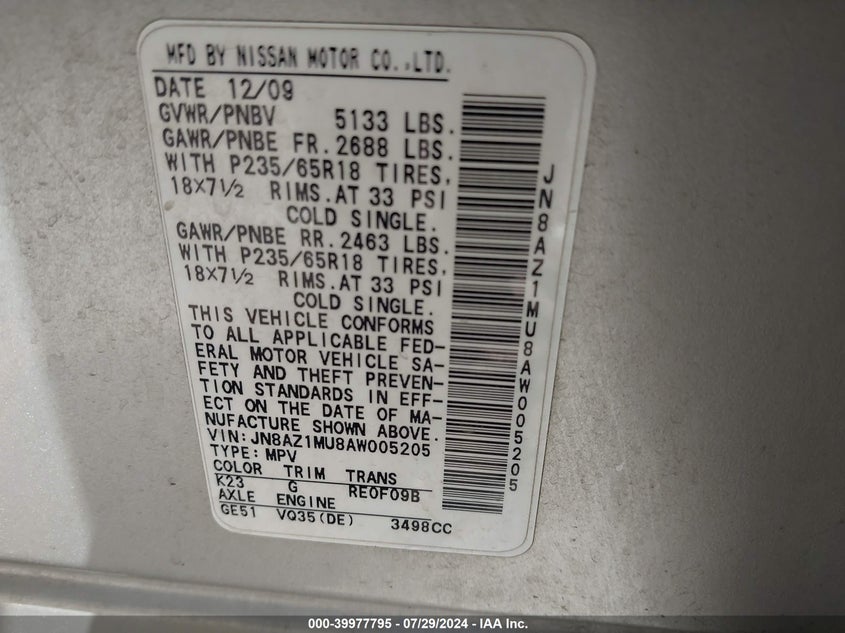 MFD BY NISSAN MOTOR CO.,LTD.
DATE 12/09
GVWR/PNBV 5133 LBS.
GAWR/PNBE FR. 2688 LBS.
WITH P235/65R18 TIRES,
18X7½ RIMS.AT 33 PSI
COLD SINGLE.
GAWR/PNBE RR. 2463 LBS.
WITH P235/65R18 TIRES,
18X7½ RIMS.AT 33 PSI
COLD SINGLE.
THIS VEHICLE CONFORMS
TO ALL APPLICABLE FED-
ERAL MOTOR VEHICLE SA-
FETY AND THEFT PREVEN-
TION STANDARDS IN EFF-
ECT ON THE DATE OF MA-
NUFACTURE SHOWN ABOVE.
VIN:JN8AZ1MU8AW005205
TYPE:MPV
COLOR TRIM TRANS
K23 G RE0F09B
AXLE ENGINE
GE51 VQ35(DE) 3498CC
JN8AZ1MU8AW005205
000-39977795 - 07/29/2024 - IAA Inc.